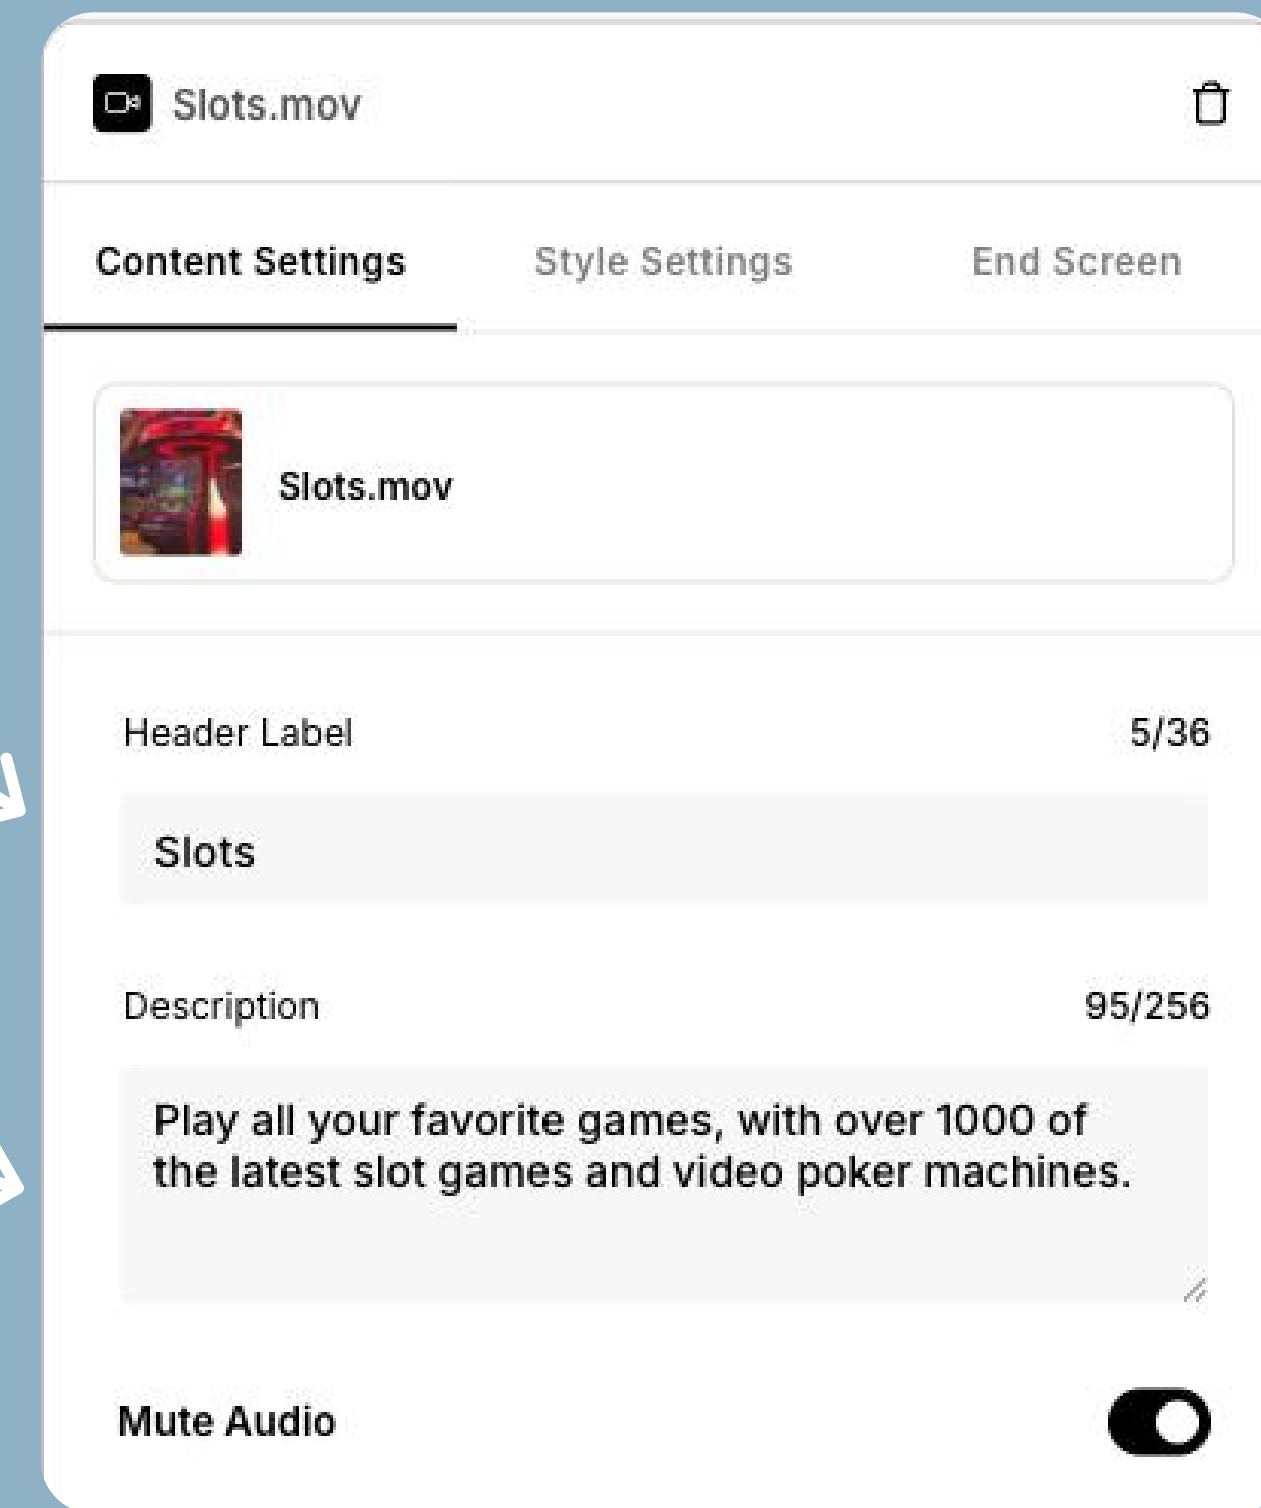 Slots.mov
Content Settings
Style Settings
End Screen
Slots.mov
Header Label
5/36
Slots
Description
95/256
Play all your favorite games, with over 1000 of
the latest slot games and video poker machines.
Mute Audio